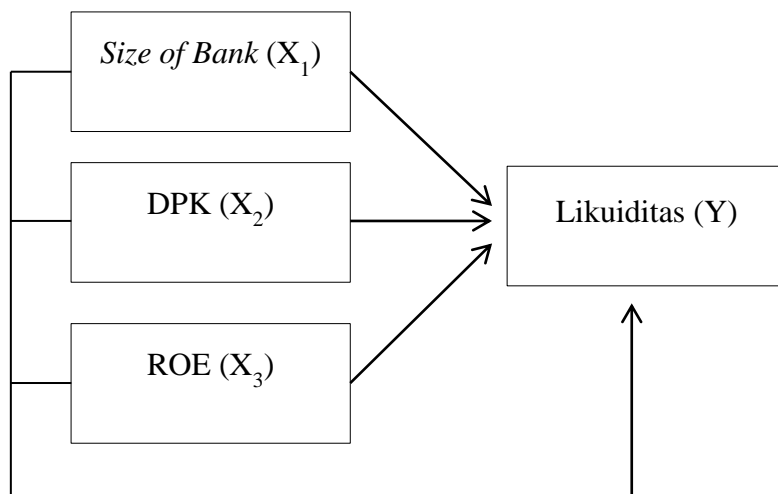 Size of Bank (X₁)
DPK (X₂)
Likuiditas (Y)
ROE (X₃)